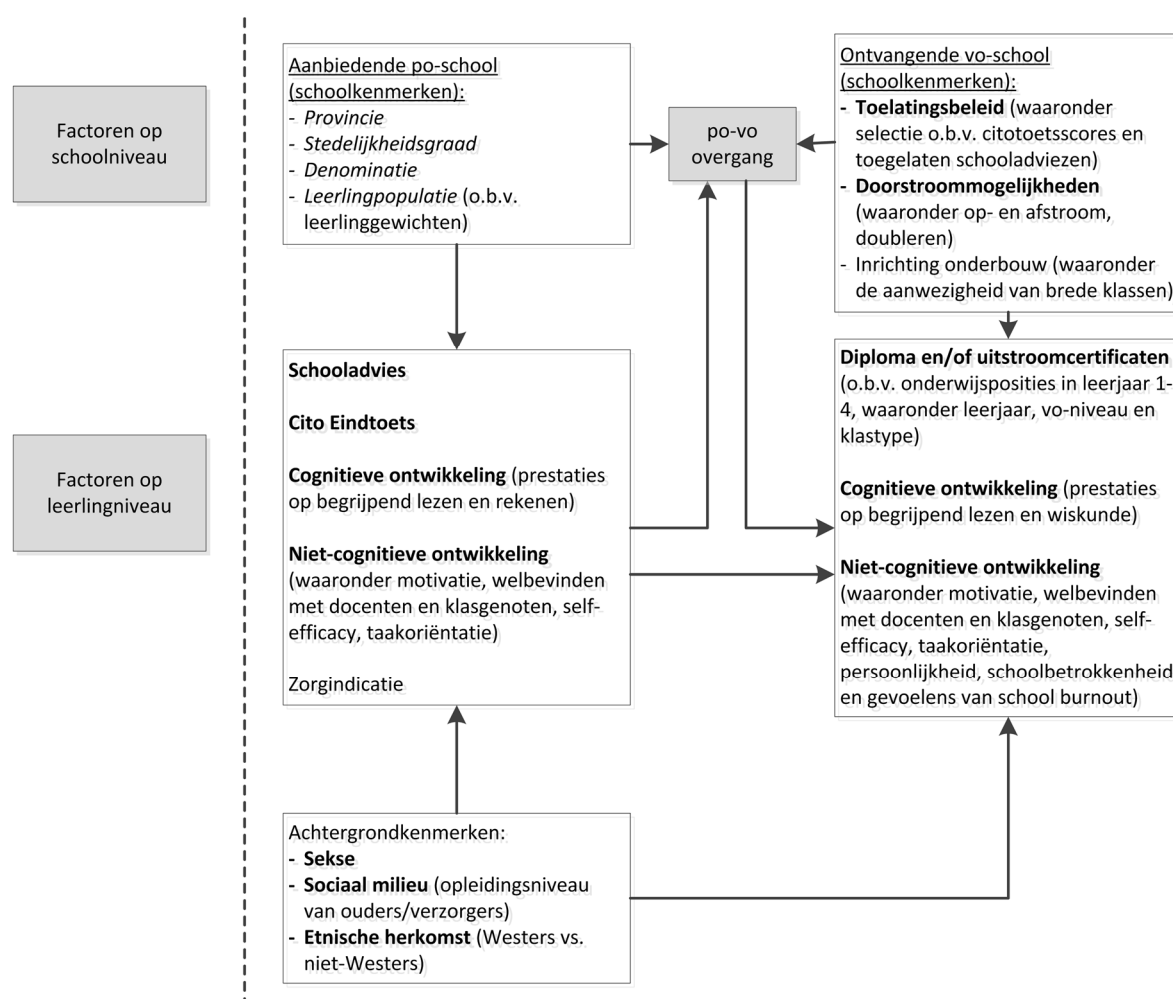 Factoren op
schoolniveau
Aanbiedende po-school
(schoolkenmerken):
- Provincie
- Stedelijkheidsgraad
- Denominatie
- Leerlingpopulatie (o.b.v.
leerlinggewichten)
po-vo
overgang
Ontvangende vo-school
(schoolkenmerken):
- Toelatingsbeleid (waaronder
selectie o.b.v. citotoetsscores en
toegelaten schooladviezen)
- Doorstroommogelijkheden
(waaronder op- en afstroom,
doubleren)
- Inrichting onderbouw (waaronder
de aanwezigheid van brede klassen)
Factoren op
leerlingniveau
Schooladvies
Cito Eindtoets
Cognitieve ontwikkeling (prestaties
op begrijpend lezen en rekenen)
Niet-cognitieve ontwikkeling
(waaronder motivatie, welbevinden
met docenten en klasgenoten, self-
efficacy, taakoriëntatie)
Zorgindicatie
Diploma en/of uitstroomcertificaten
(o.b.v. onderwijsposities in leerjaar 1-
4, waaronder leerjaar, vo-niveau en
klastype)
Cognitieve ontwikkeling (prestaties
op begrijpend lezen en wiskunde)
Niet-cognitieve ontwikkeling
(waaronder motivatie, welbevinden
met docenten en klasgenoten, self-
efficacy, taakoriëntatie,
persoonlijkheid, schoolbetrokkenheid
en gevoelens van school burnout)
Achtergrondkenmerken:
- Sekse
- Sociaal milieu (opleidingsniveau
van ouders/verzorgers)
- Etnische herkomst (Westers vs.
niet-Westers)